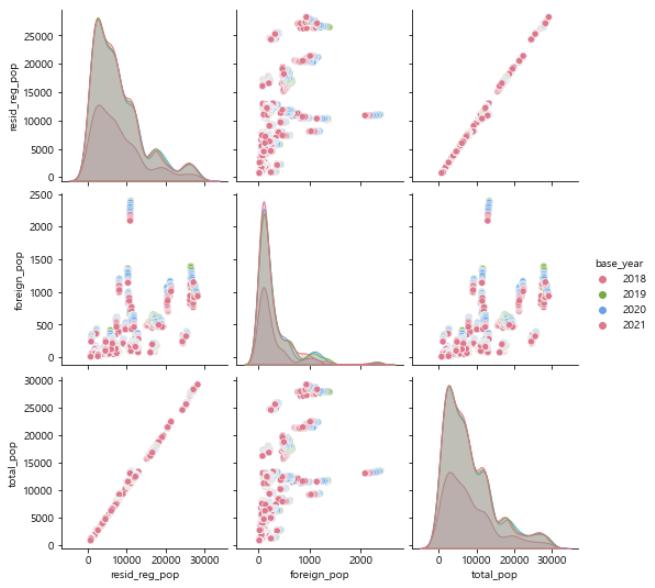 25000
20000
15000
10000
5000
0
resid_reg_pop
2500
2000
1500
1000
500
0
foreign_pop
base_year
2018
2019
2020
2021
30000
25000
20000
15000
10000
5000
0
total_pop
0 10000 20000 30000
resid_reg_pop
0 1000 2000
foreign_pop
0 10000 20000 30000
total_pop